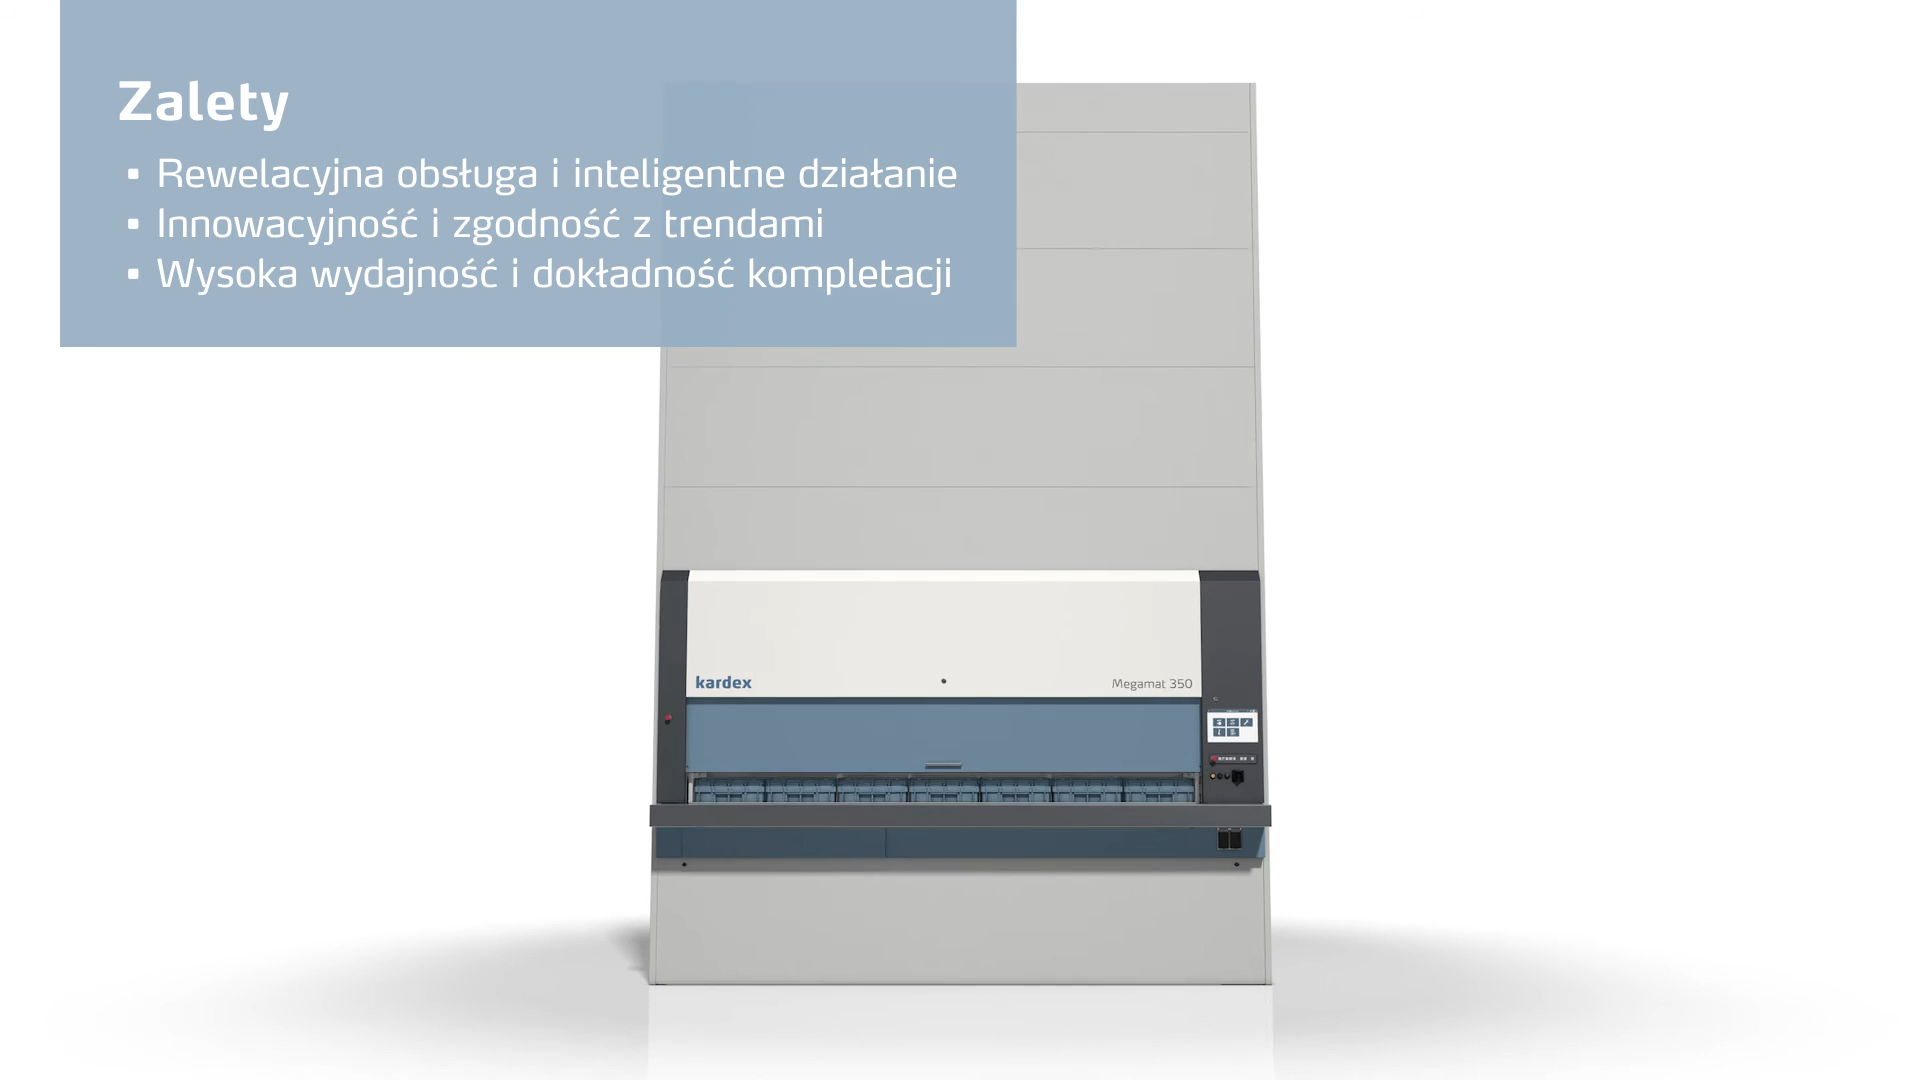 Zalety
▪ Rewelacyjna obsługa i inteligentne działanie
▪ Innowacyjność i zgodność z trendami
▪ Wysoka wydajność i dokładność kompletacji
kardex
Megamat 350